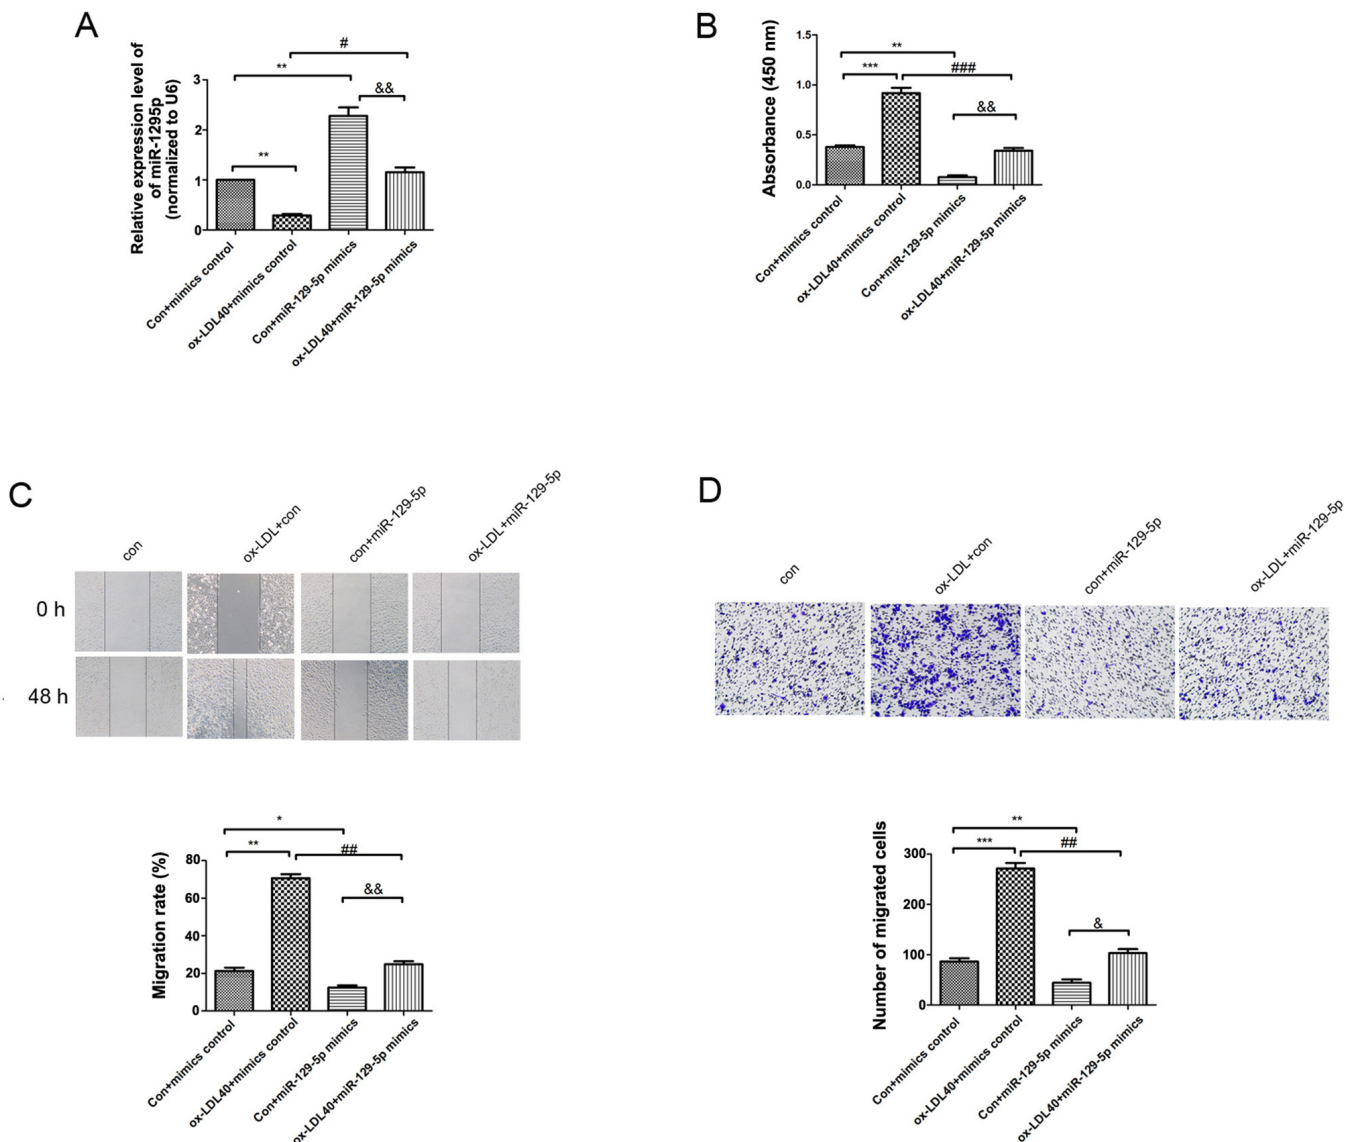 A
Relative expression level of
of miR-1295p
(normalized to U6)
3
2
1
0
#
**
&&
**
Con+mimics control
ox-LDL40+mimics control
Con+miR-129-5p mimics
ox-LDL40+miR-129-5p mimics
B
Absorbance (450 nm)
1.5
1.0
0.5
0.0
**
***
###
&&
Con+mimics control
ox-LDL40+mimics control
Con+miR-129-5p mimics
ox-LDL40+miR-129-5p mimics
C
con
ox-LDL+con
con+miR-129-5p
ox-LDL+miR-129-5p
0 h
48 h
Migration rate (%)
80
60
40
20
0
*
**
##
&&
Con+mimics control
ox-LDL40+mimics control
Con+miR-129-5p mimics
ox-LDL40+miR-129-5p mimics
D
con
ox-LDL+con
con+miR-129-5p
ox-LDL+miR-129-5p
Number of migrated cells
300
200
100
0
**
***
##
&
Con+mimics control
ox-LDL40+mimics control
Con+miR-129-5p mimics
ox-LDL40+miR-129-5p mimics